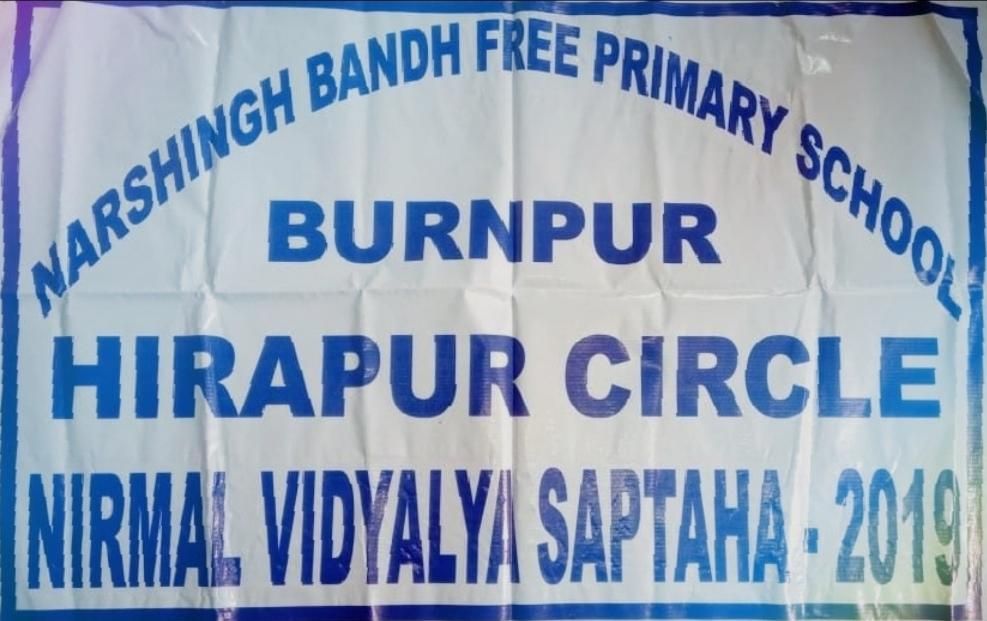 NARSHINGH BANDH FREE PRIMARY SCHOOL
BURNPUR
HIRAPUR CIRCLE
NIRMAL VIDYALYA SAPTAHA - 2019